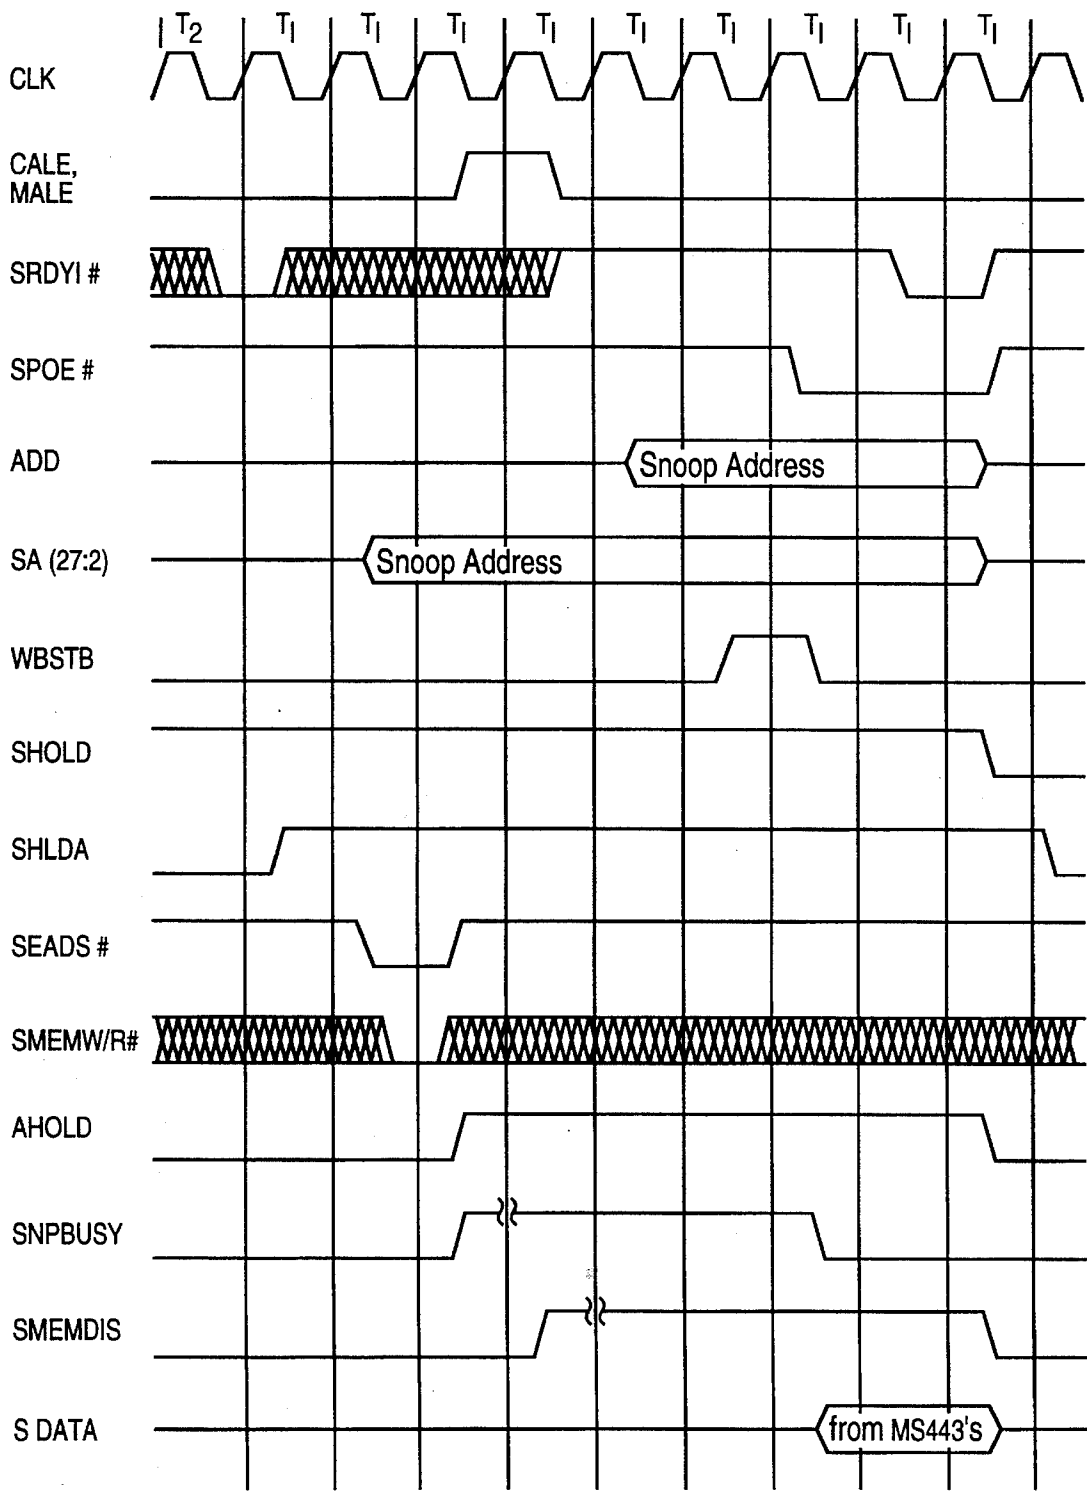 T2 TI TI TI TI TI TI TI TI TI
CLK
CALE,
MALE
SRDYI #
SPOE #
ADD
Snoop Address
SA (27:2)
Snoop Address
WBSTB
SHOLD
SHLDA
SEADS #
SMEMW/R#
AHOLD
SNPBUSY
SMEMDIS
S DATA
from MS443's